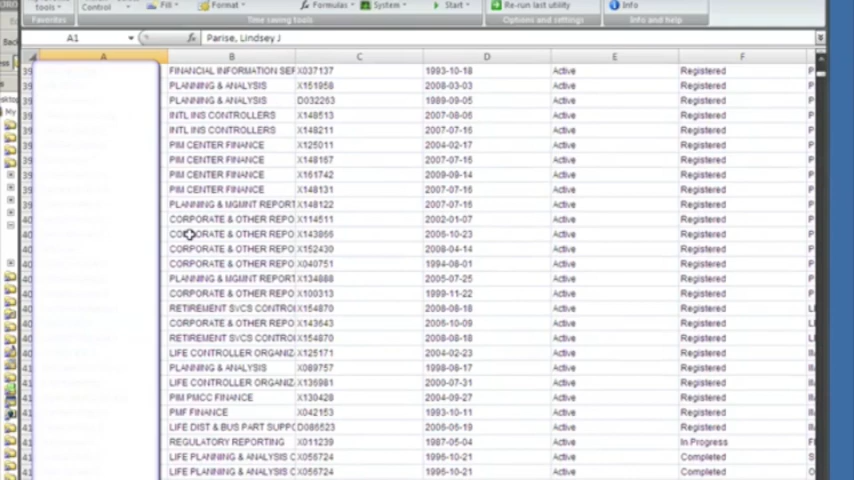 tools Control Fill Format Formulas System Start Re-run last utility Info
Favorites Time saving tools Options and settings Info and help
A1 fx Parise, Lindsey J
A B C D E F
FINANCIAL INFORMATION SER X037137 1993-10-18 Active Registered
PLANNING & ANALYSIS X151958 2008-03-03 Active Registered
PLANNING & ANALYSIS D032263 1989-09-05 Active Registered
INTL INS CONTROLLERS X148513 2007-08-06 Active Registered
INTL INS CONTROLLERS X148211 2007-07-16 Active Registered
PIM CENTER FINANCE X125011 2004-02-17 Active Registered
PIM CENTER FINANCE X148167 2007-07-16 Active Registered
PIM CENTER FINANCE X161742 2009-09-14 Active Registered
PIM CENTER FINANCE X148131 2007-07-16 Active Registered
PLANNING & MGMNT REPORT X148122 2007-07-16 Active Registered
CORPORATE & OTHER REPO X114511 2002-01-07 Active Registered
CORPORATE & OTHER REPO X143866 2006-10-23 Active Registered
CORPORATE & OTHER REPO X152430 2008-04-14 Active Registered
CORPORATE & OTHER REPO X040751 1994-08-01 Active Registered
PLANNING & MGMNT REPORT X134888 2005-07-25 Active Registered
CORPORATE & OTHER REPO X100313 1999-11-22 Active Registered
RETIREMENT SVCS CONTROL X154870 2008-08-18 Active Registered
CORPORATE & OTHER REPO X143643 2006-10-09 Active Registered
RETIREMENT SVCS CONTROL X154870 2008-08-18 Active Registered
LIFE CONTROLLER ORGANIZ X125171 2004-02-23 Active Registered
PLANNING & ANALYSIS X089757 1998-08-17 Active Registered
LIFE CONTROLLER ORGANIZ X136981 2000-07-31 Active Registered
PIM PMCC FINANCE X130428 2004-09-27 Active Registered
PMF FINANCE X042153 1993-10-11 Active Registered
LIFE DIST & BUS PART SUPPO D086523 2006-06-19 Active Registered
REGULATORY REPORTING X011239 1987-05-04 Active In Progress
LIFE PLANNING & ANALYSIS C X056724 1996-10-21 Active Completed
LIFE PLANNING & ANALYSIS C X056724 1996-10-21 Active Completed